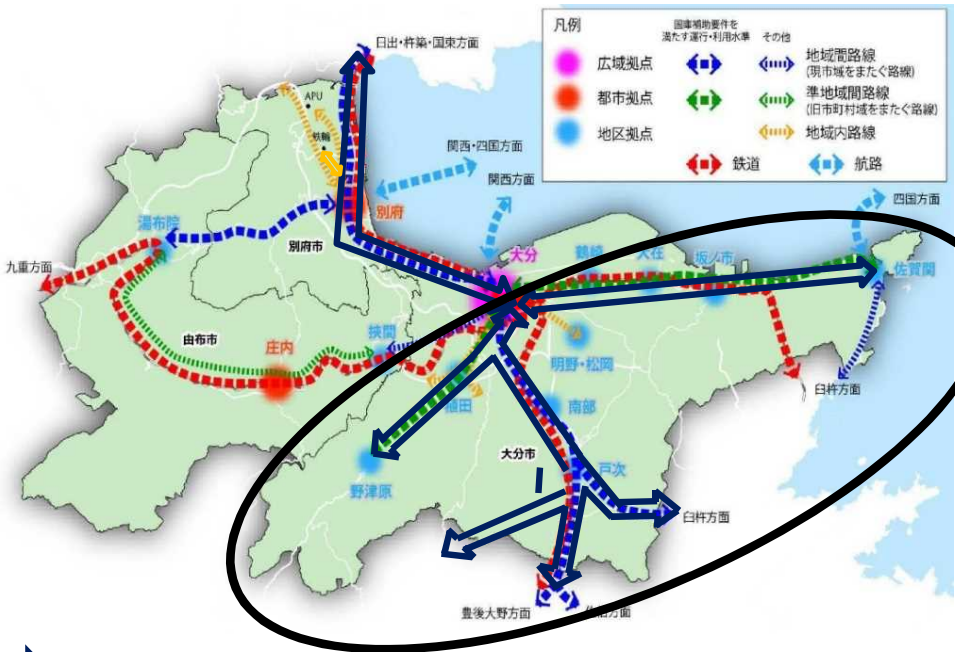 凡例
国庫補助要件を
満たす運行・利用水準
その他
広域拠点
地域間路線
(現市域をまたぐ路線)
都市拠点
準地域間路線
(旧市町村域をまたぐ路線)
地区拠点
地域内路線
鉄道
航路
日出・杵築・国東方面
APU
鉄輪
関西・四国方面
関西方面
四国方面
湯布院
別府
別府市
大分
鶴崎
大在
坂ノ市
佐賀関
九重方面
由布市
挾間
庄内
明野・松岡
臼杵方面
稙田
南部
大分市
戸次
野津原
臼杵方面
豊後大野方面
佐伯方面